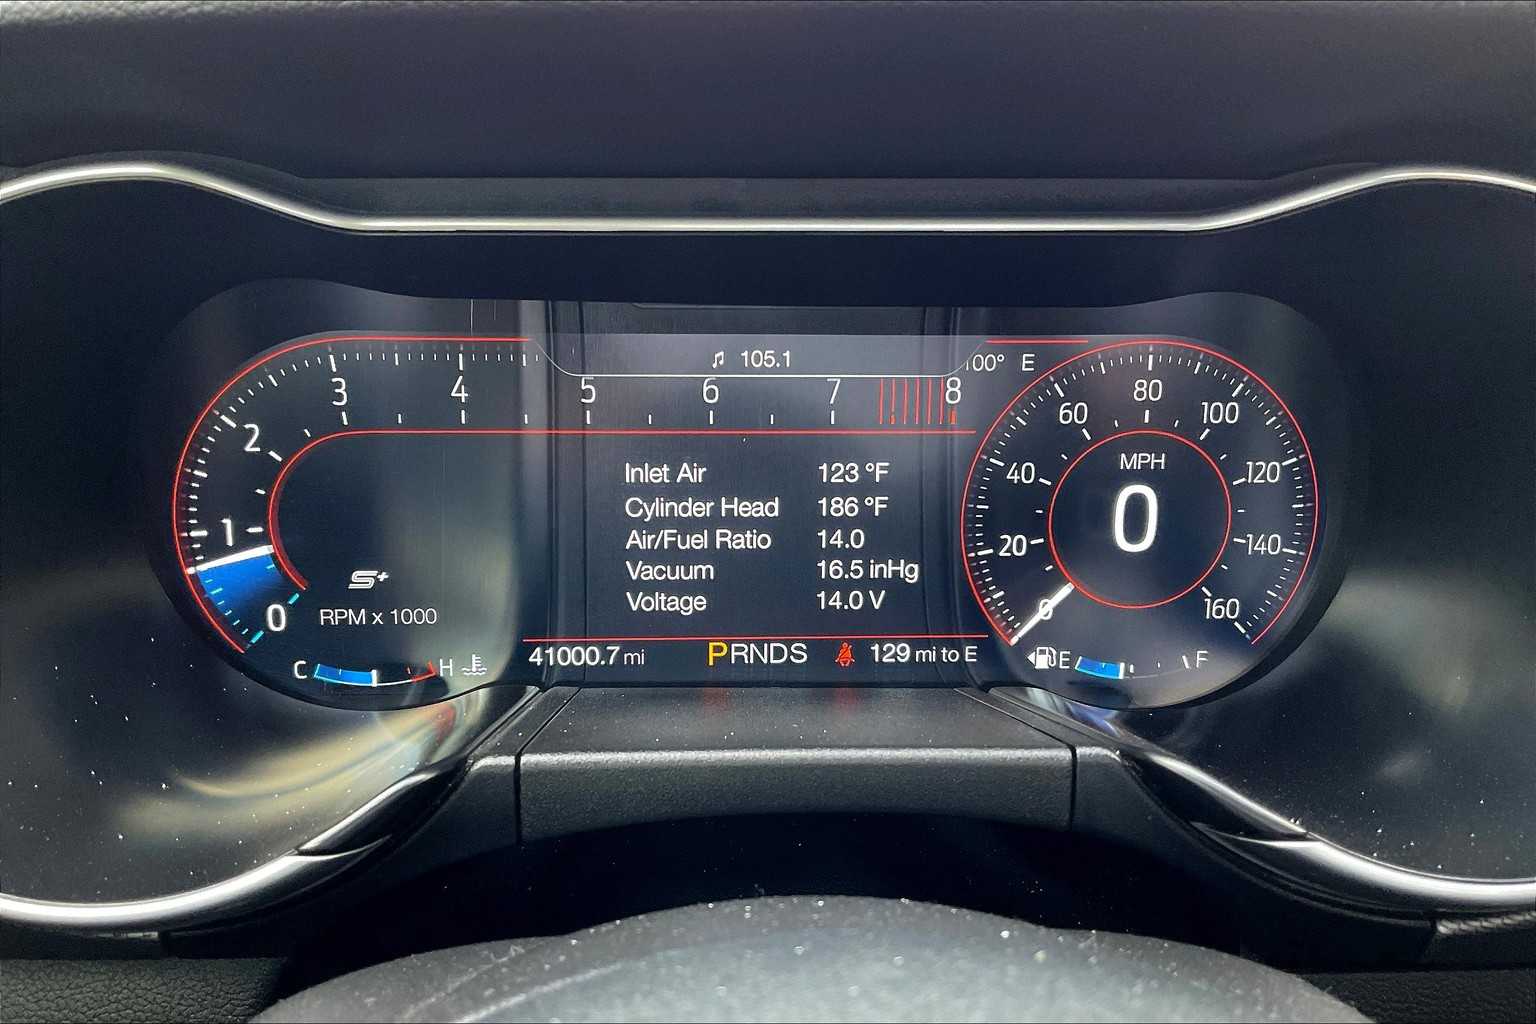 105.1
100° E
3 4 5 6 7 8
2
1
0
S+
RPM x 1000
C H
Inlet Air 123 °F
Cylinder Head 186 °F
Air/Fuel Ratio 14.0
Vacuum 16.5 inHg
Voltage 14.0 V
41000.7 mi PRNDS 129 mi to E
80
60 100
40 120
20 140
0 160
MPH
0
E F